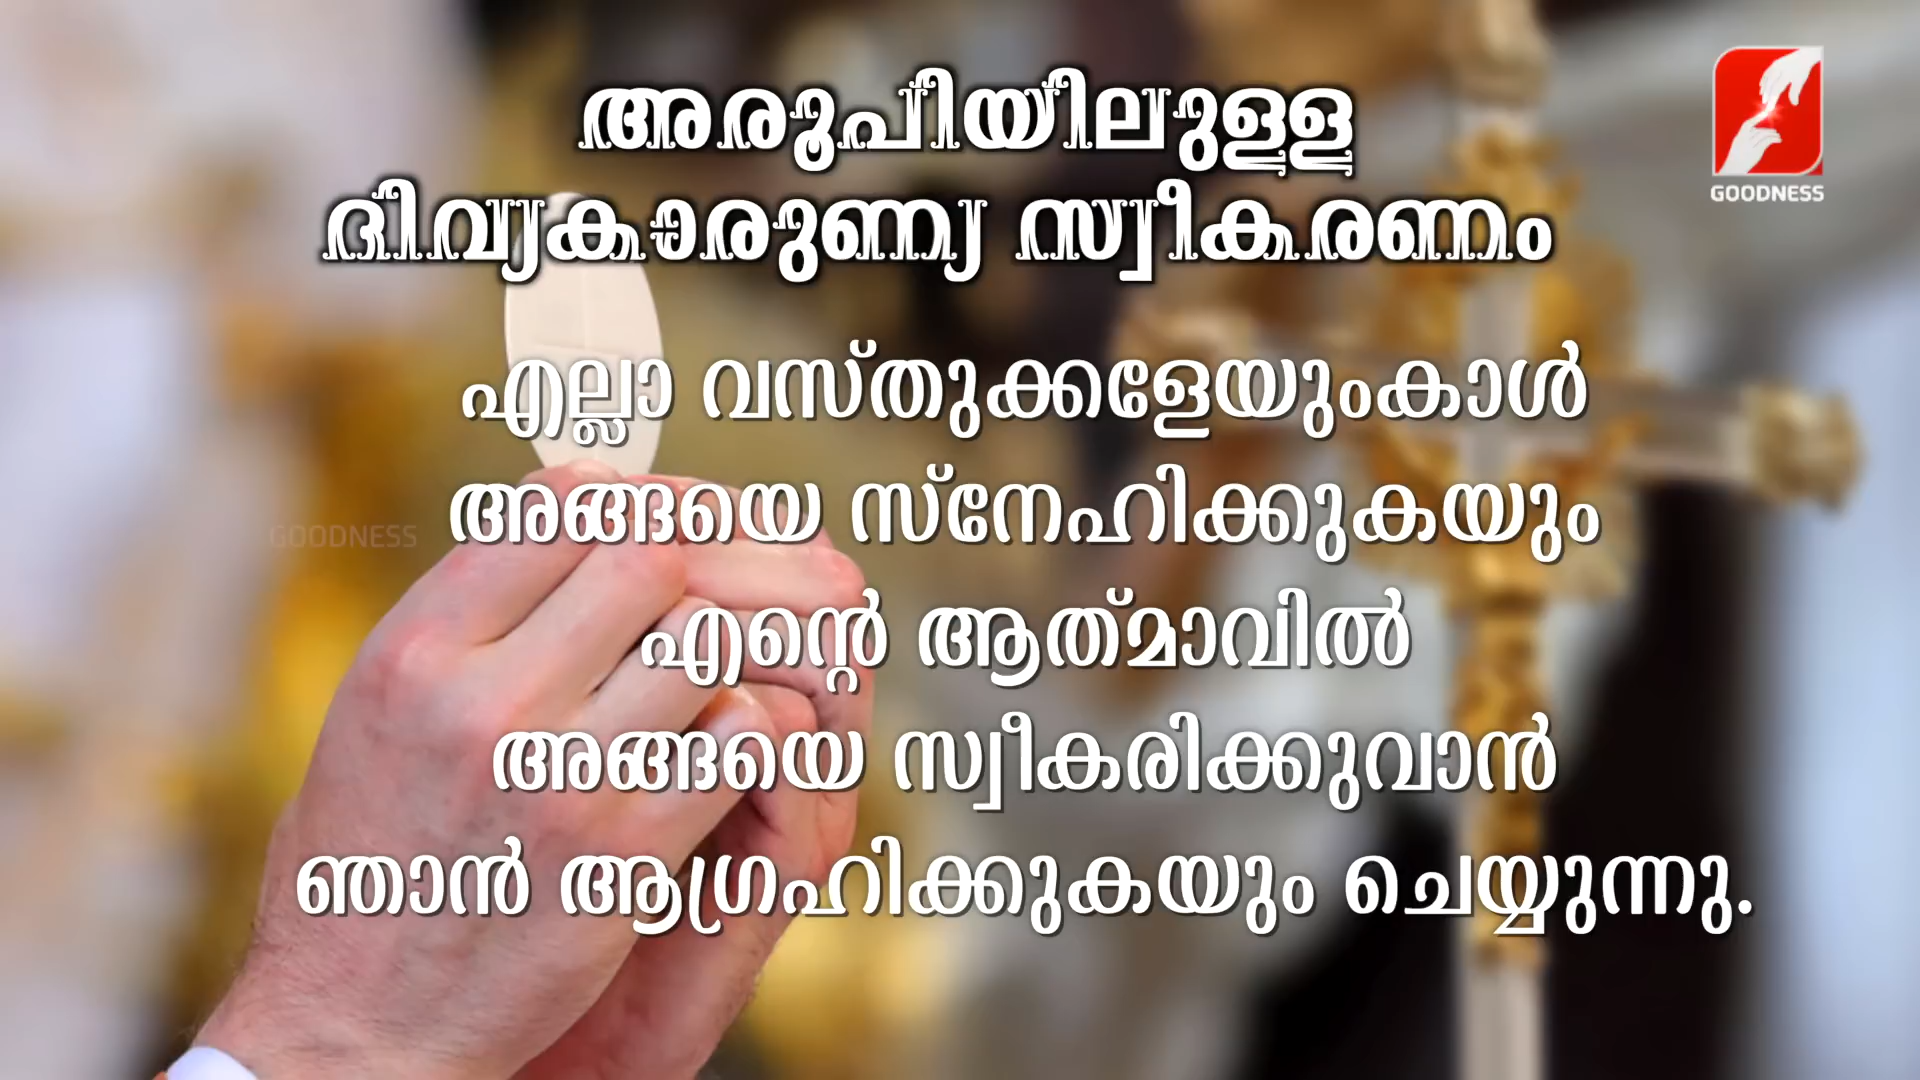 അരൂപിയിലുള്ള
ദിവ്യകാരുണ്യ സ്വീകരണം
GOODNESS
എല്ലാ വസ്തുക്കളേയുംകാൾ
അങ്ങയെ സ്നേഹിക്കുകയും
GOODNESS
എന്റെ ആത്മാവിൽ
അങ്ങയെ സ്വീകരിക്കുവാൻ
ഞാൻ ആഗ്രഹിക്കുകയും ചെയ്യുന്നു.